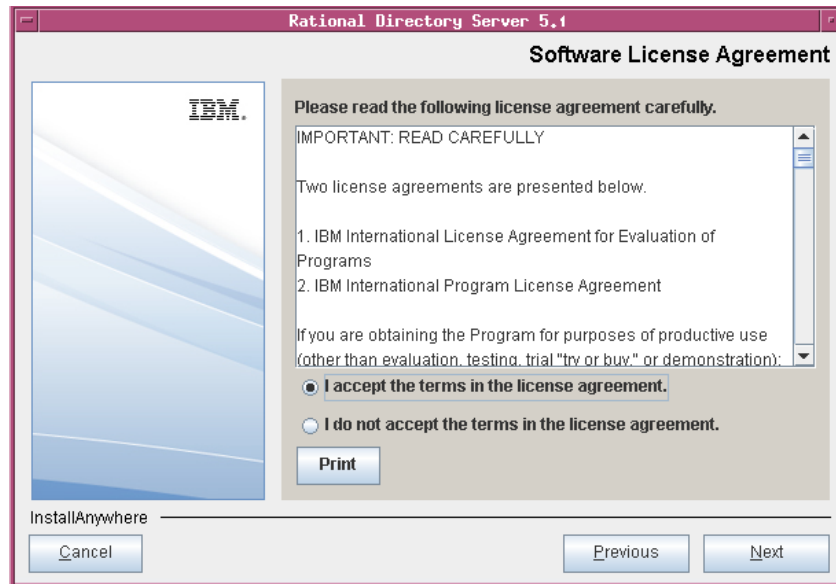 Rational Directory Server 5.1
Software License Agreement
IBM.
Please read the following license agreement carefully.
IMPORTANT: READ CAREFULLY
Two license agreements are presented below.
1. IBM International License Agreement for Evaluation of
Programs
2. IBM International Program License Agreement
If you are obtaining the Program for purposes of productive use
(other than evaluation, testing, trial "try or buy," or demonstration):
I accept the terms in the license agreement.
I do not accept the terms in the license agreement.
Print
InstallAnywhere
Cancel
Previous
Next